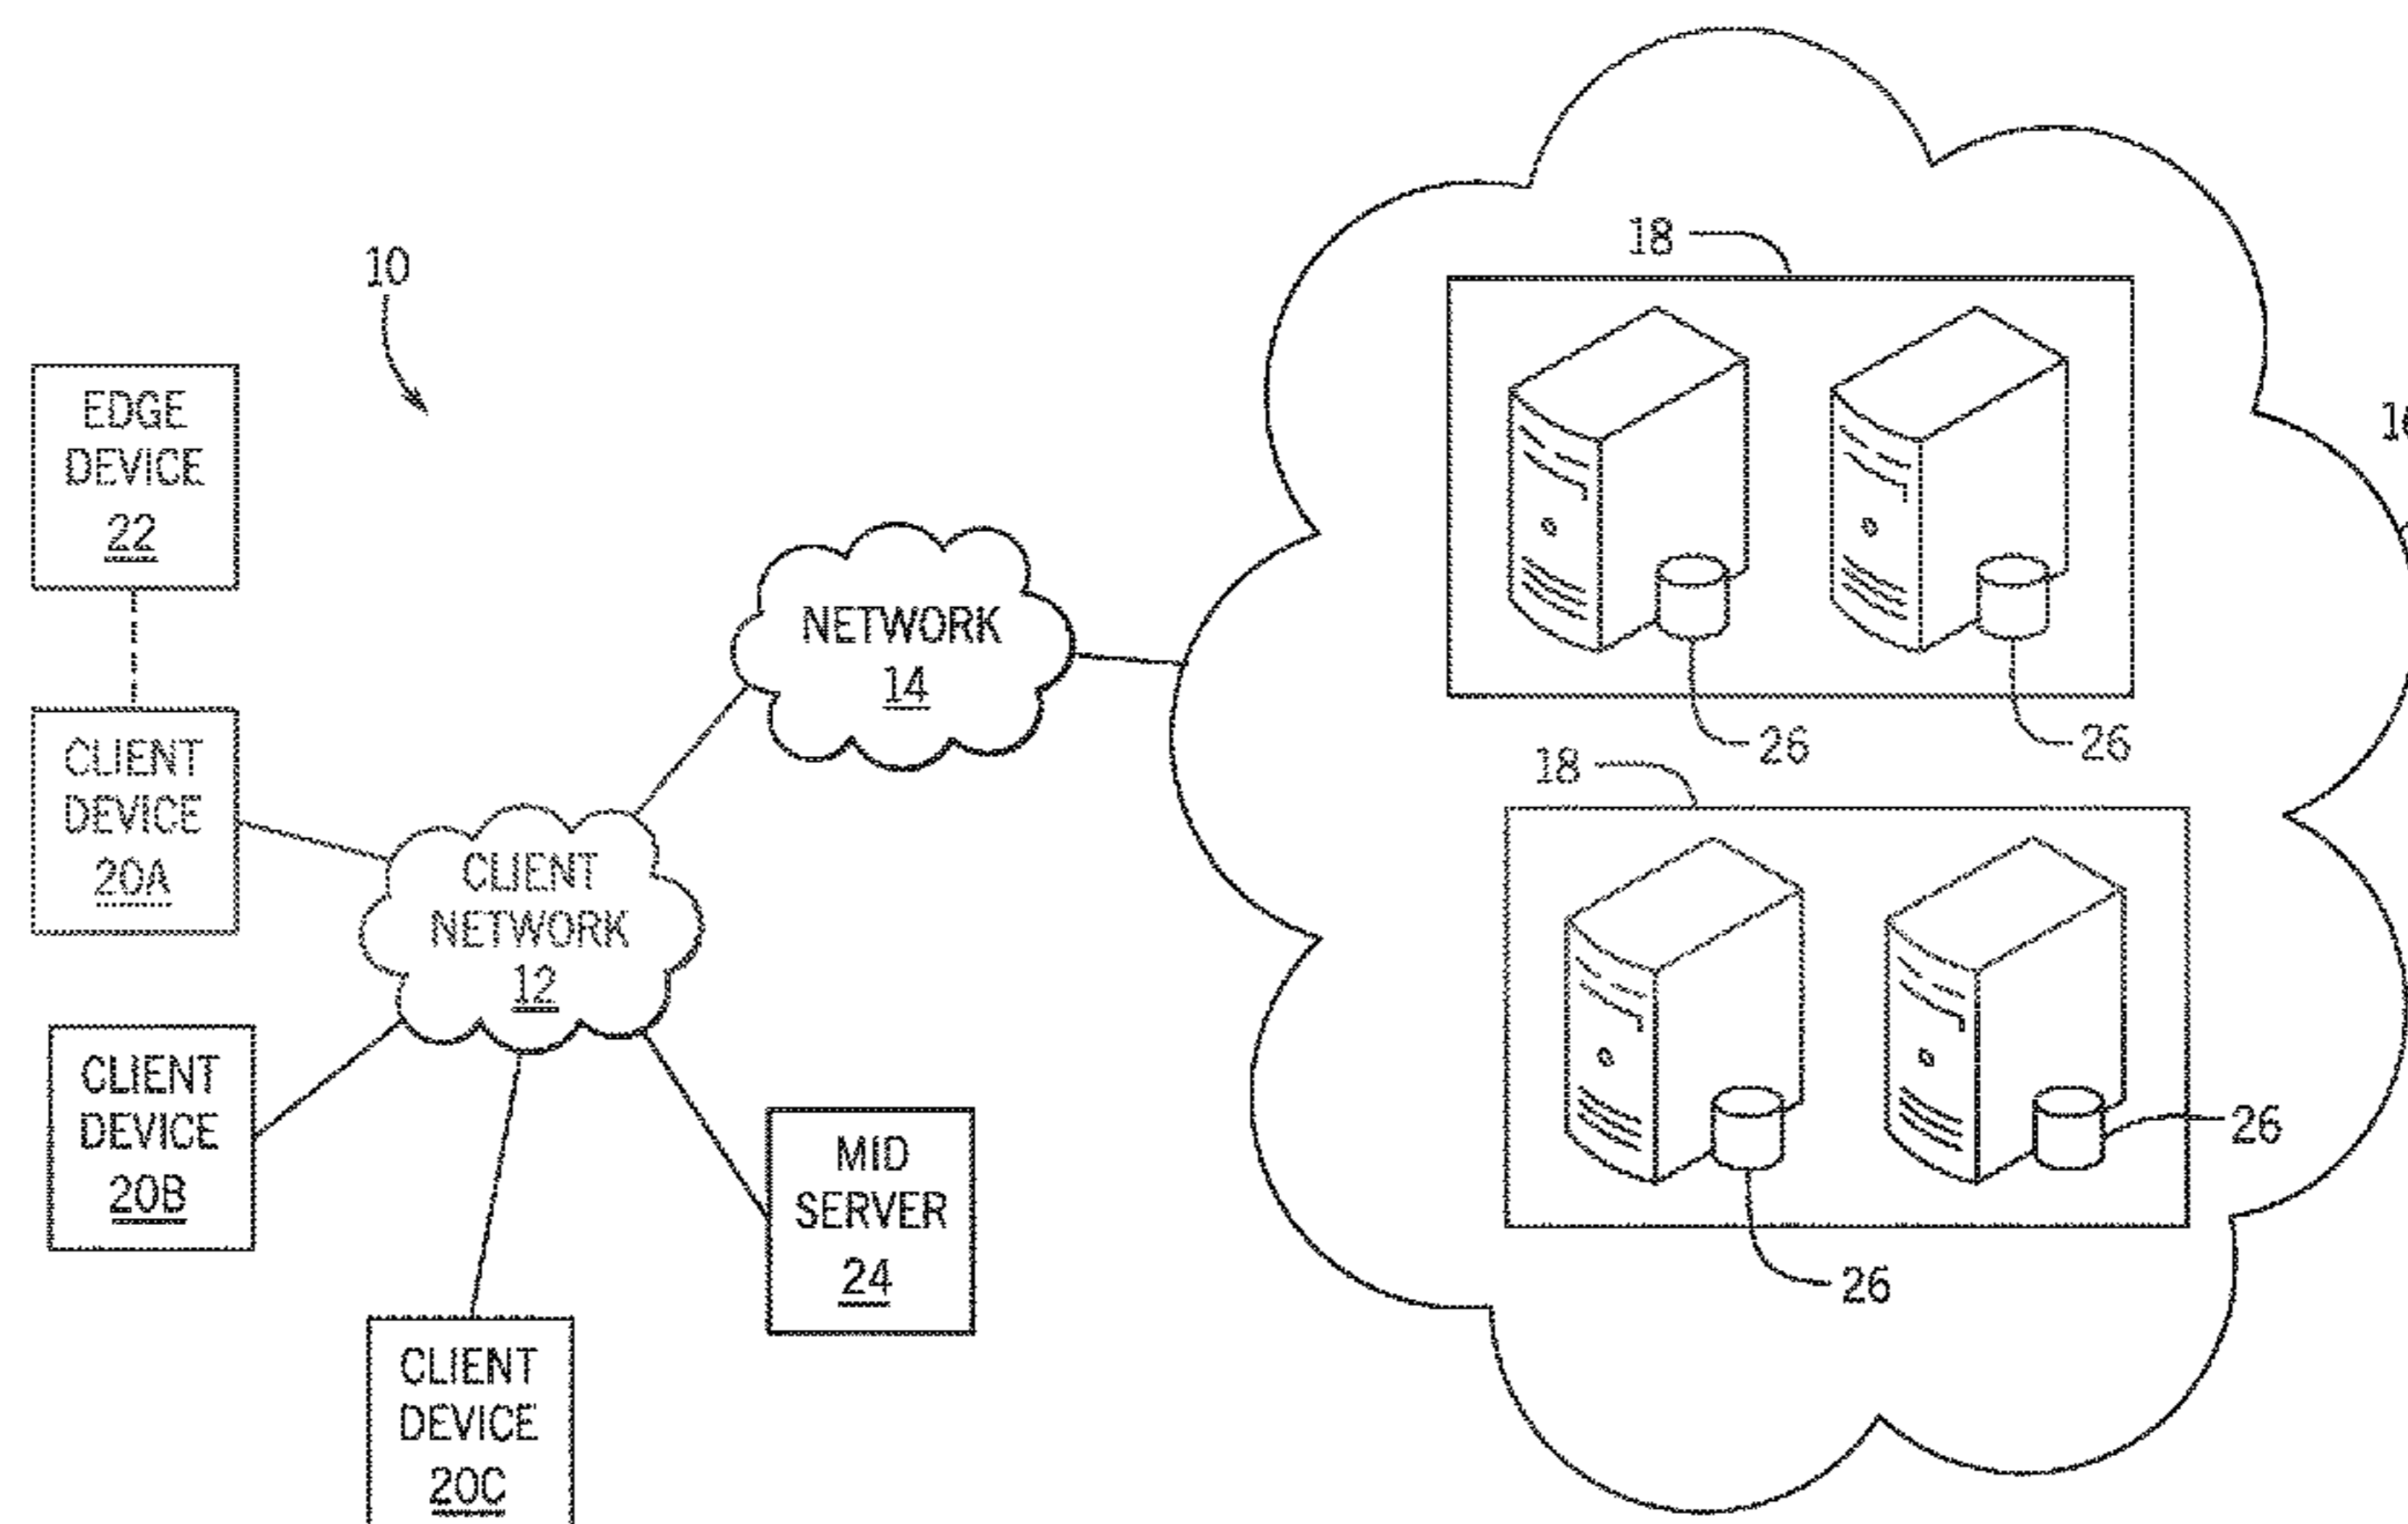 10
EDGE
DEVICE
22
CLIENT
DEVICE
20A
CLIENT
NETWORK
12
NETWORK
14
CLIENT
DEVICE
20B
CLIENT
DEVICE
20C
MID
SERVER
24
18
26
26
18
26
26